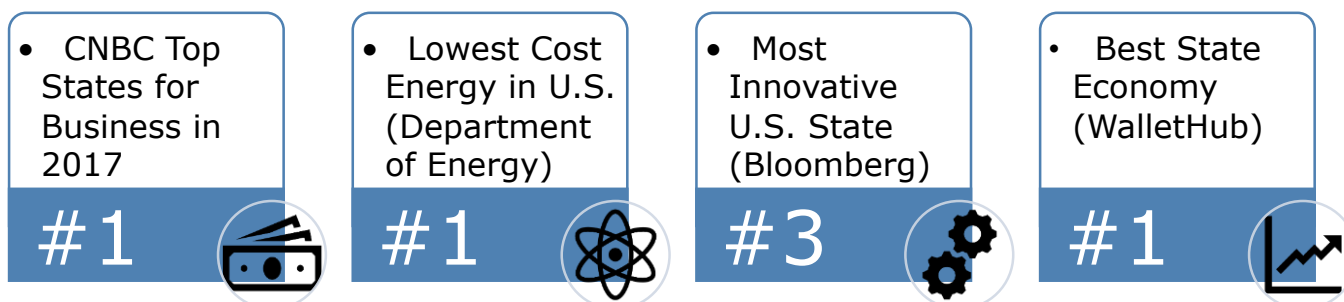 • CNBC Top
States for
Business in
2017
#1
• Lowest Cost
Energy in U.S.
(Department
of Energy)
#1
• Most
Innovative
U.S. State
(Bloomberg)
#3
• Best State
Economy
(WalletHub)
#1